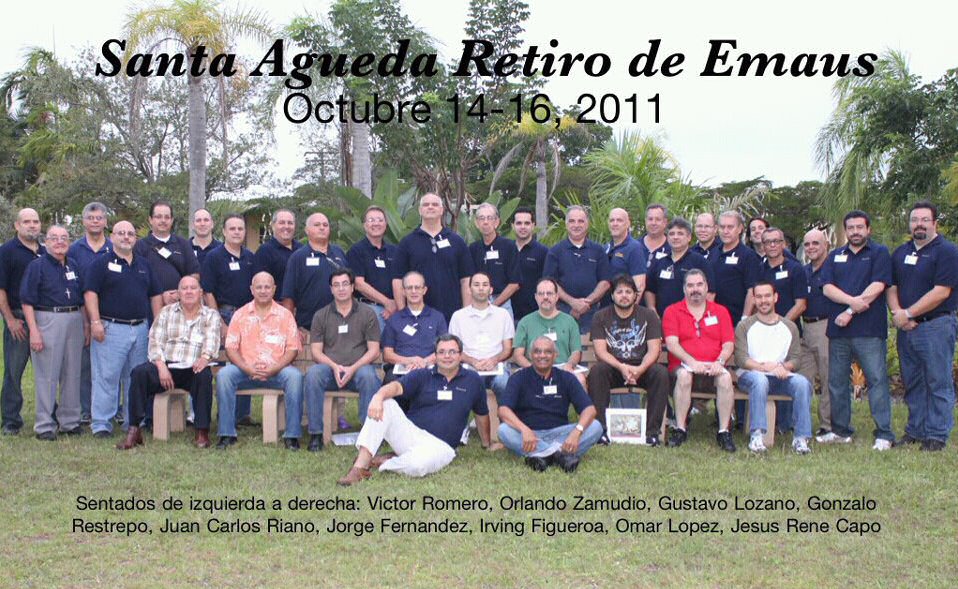 Santa Agueda Retiro de Emaus
Octubre 14-16, 2011
Sentados de izquierda a derecha: Victor Romero, Orlando Zamudio, Gustavo Lozano, Gonzalo
Restrepo, Juan Carlos Riano, Jorge Fernandez, Irving Figueroa, Omar Lopez, Jesus Rene Capo